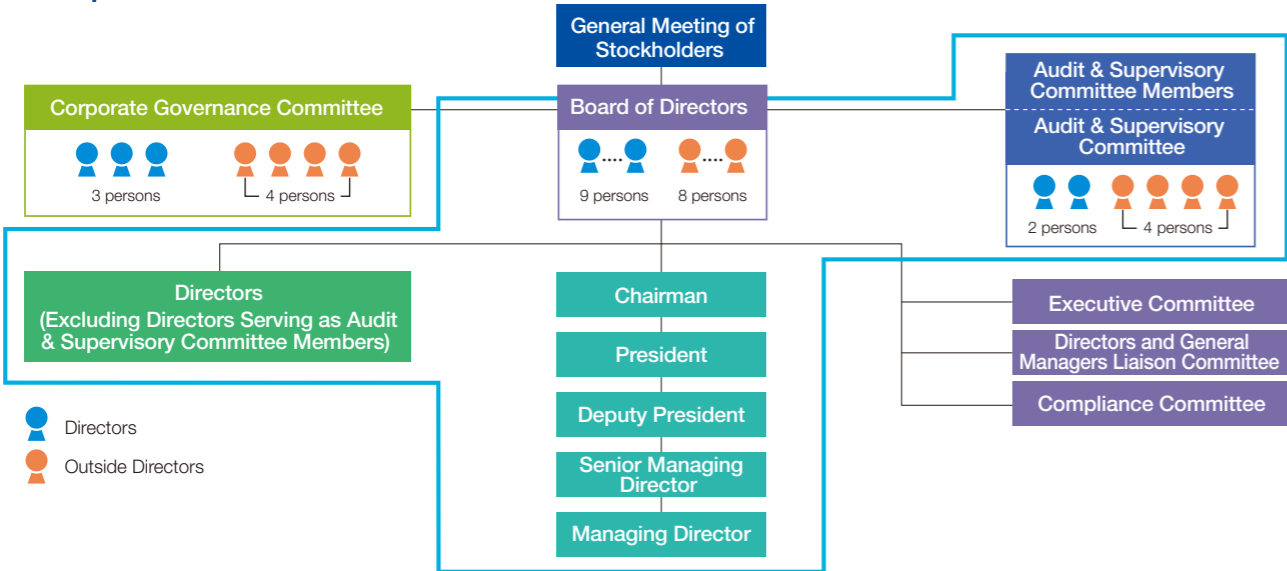 General Meeting of
Stockholders
Corporate Governance Committee
3 persons
4 persons
Board of Directors
9 persons
8 persons
Audit & Supervisory
Committee Members
Audit & Supervisory
Committee
2 persons
4 persons
Directors
(Excluding Directors Serving as Audit
& Supervisory Committee Members)
Chairman
President
Deputy President
Senior Managing
Director
Managing Director
Executive Committee
Directors and General
Managers Liaison Committee
Compliance Committee
Directors
Outside Directors